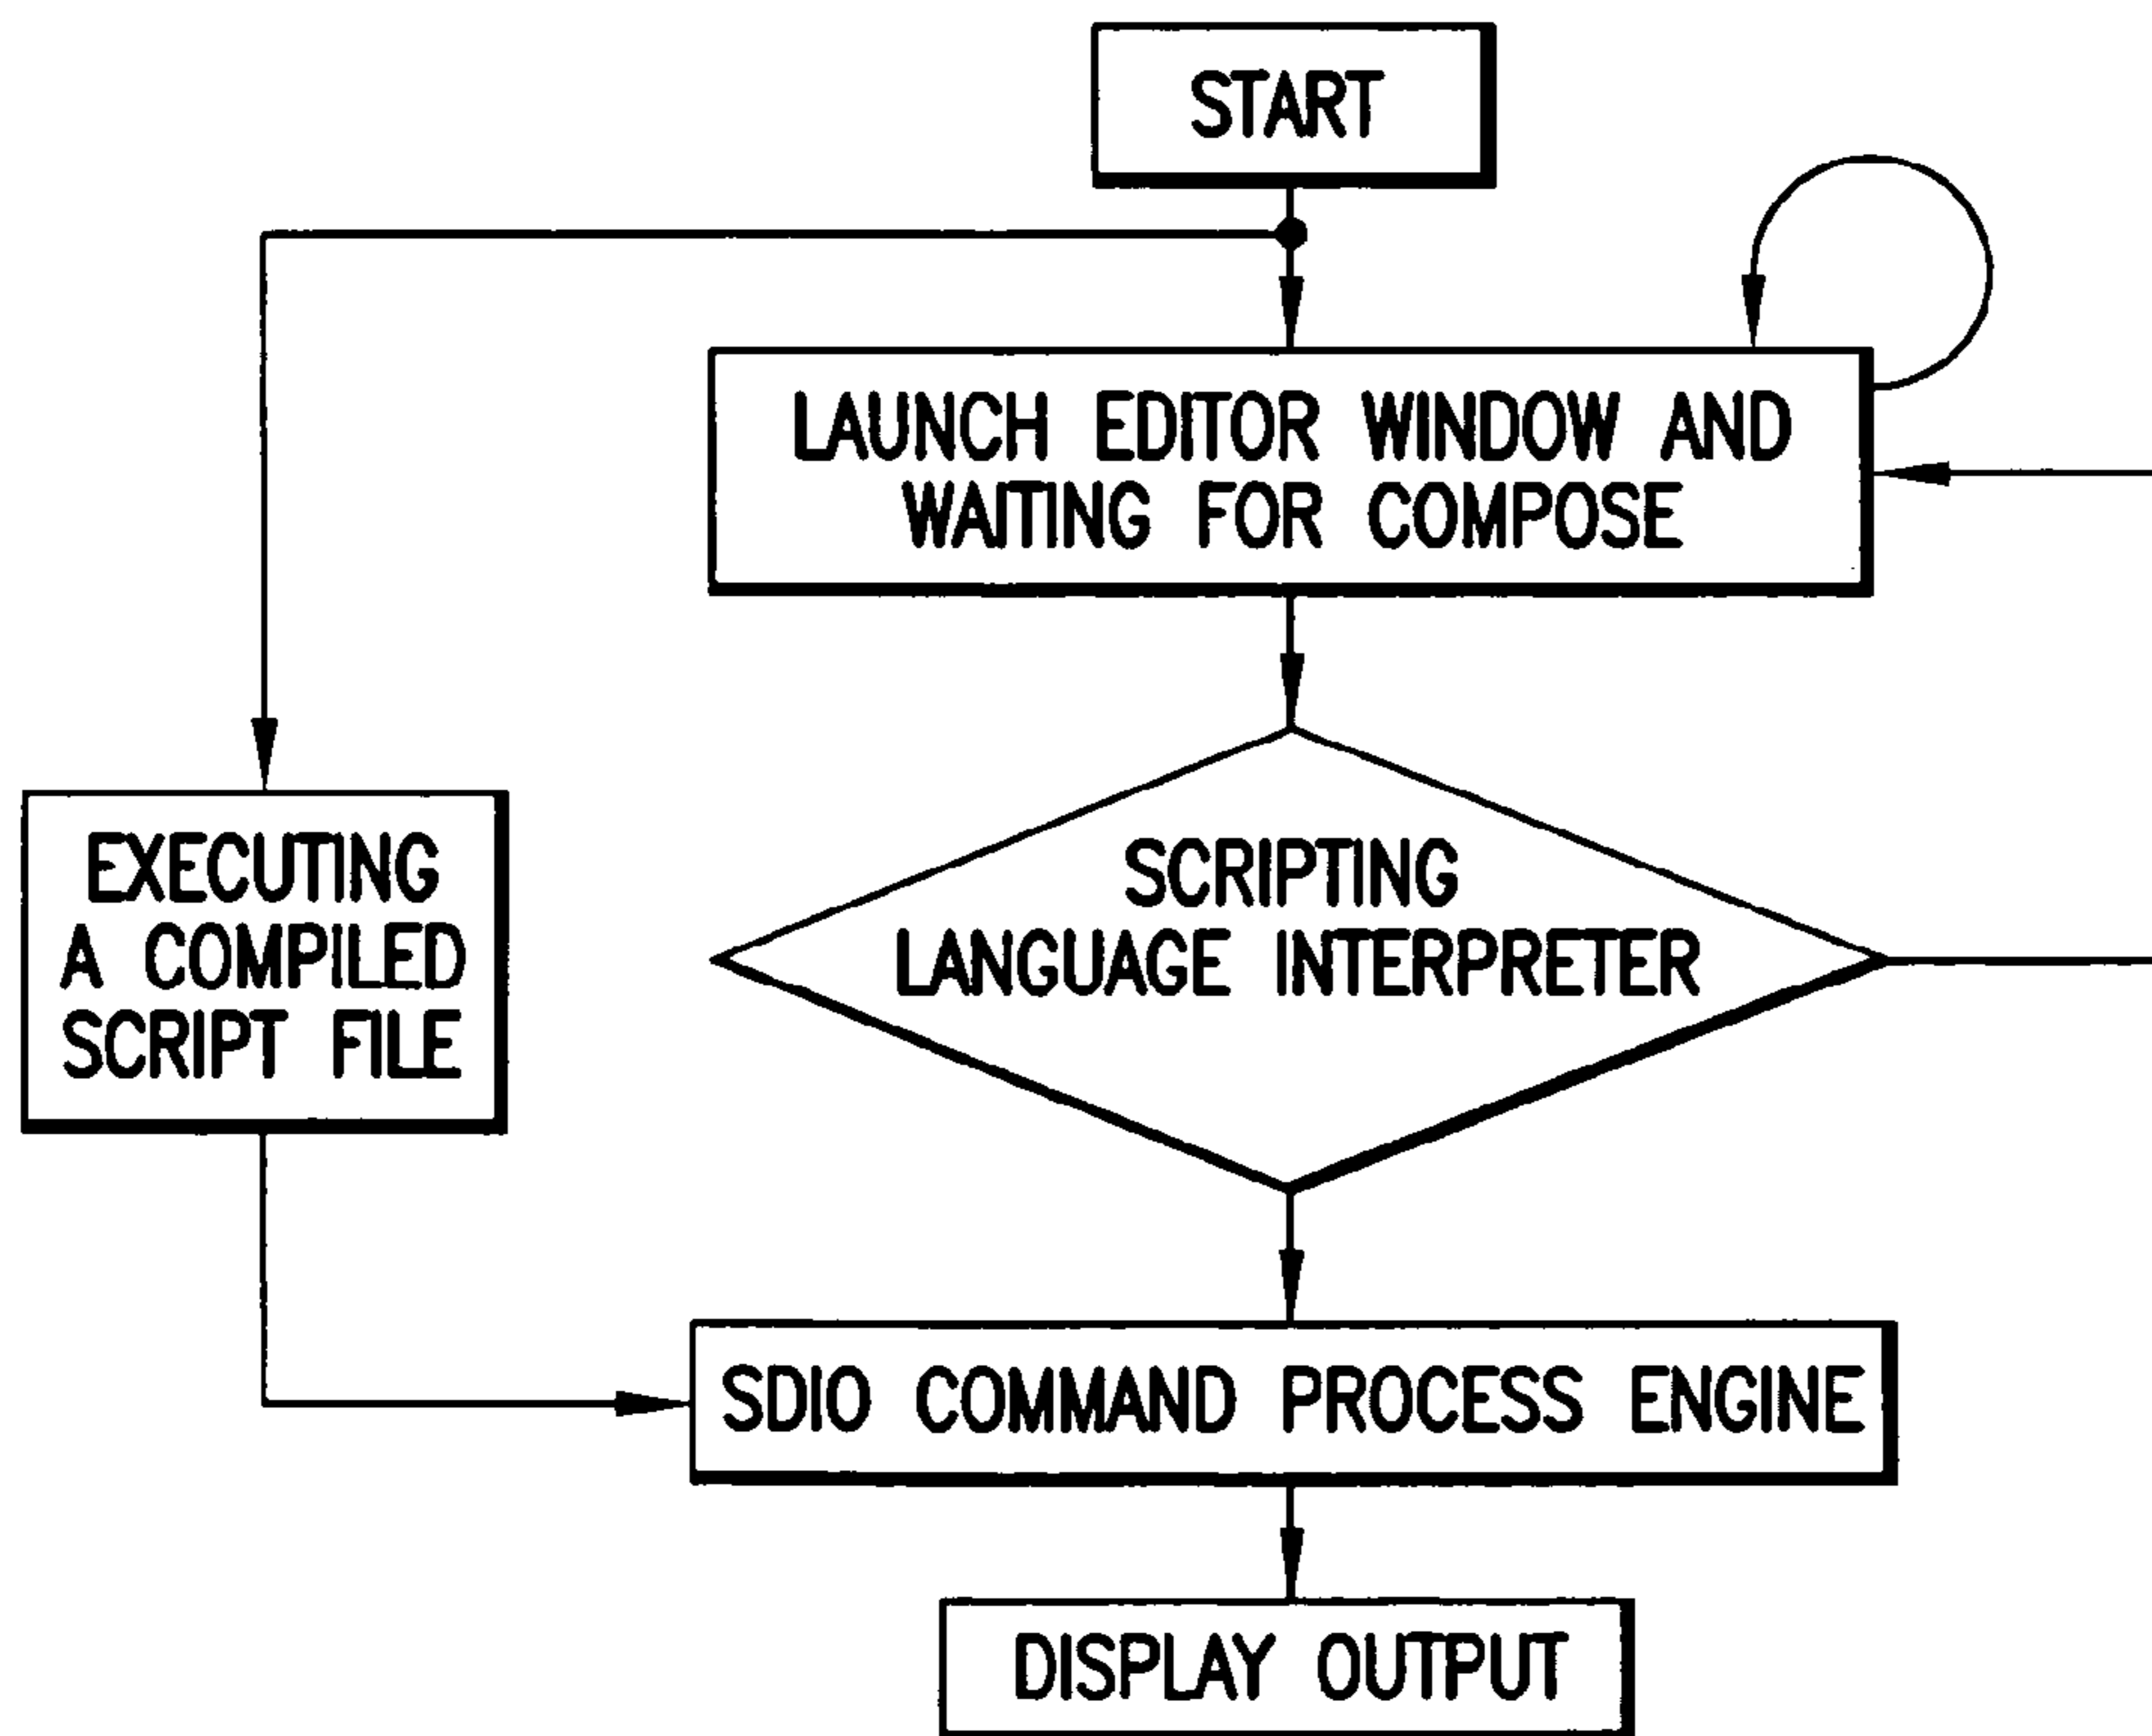 START
LAUNCH EDITOR WINDOW AND
WAITING FOR COMPOSE
EXECUTING
A COMPILED
SCRIPT FILE
SCRIPTING
LANGUAGE INTERPRETER
SDIO COMMAND PROCESS ENGINE
DISPLAY OUTPUT